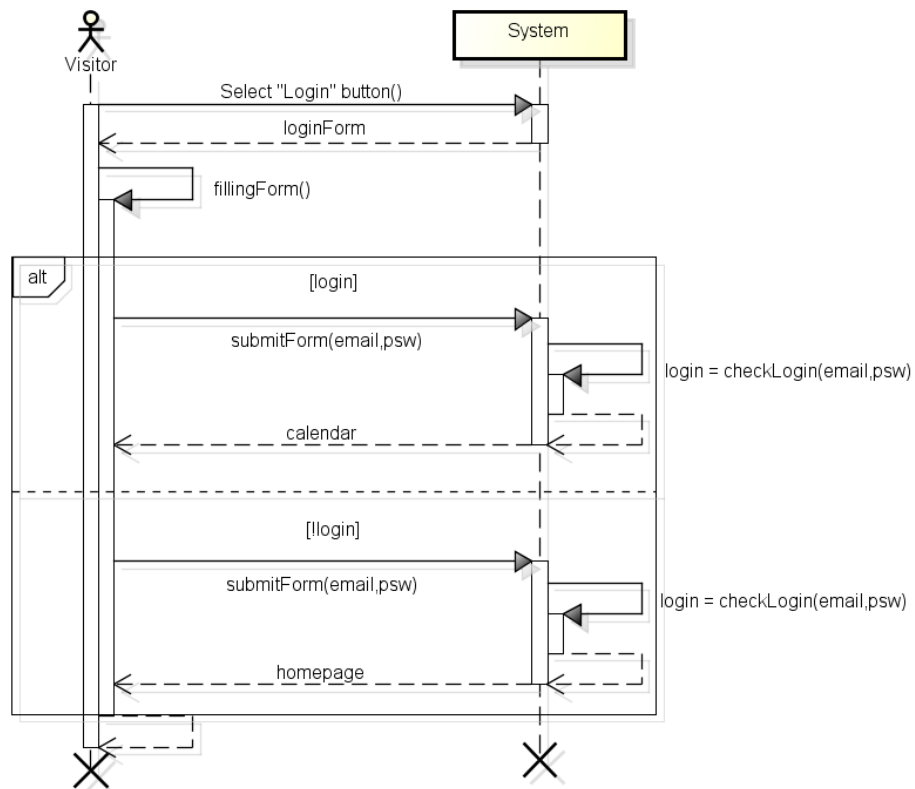 System
Visitor
Select "Login" button()
loginForm
fillingForm()
alt
[login]
submitForm(email,psw)
login = checkLogin(email,psw)
calendar
[!login]
submitForm(email,psw)
login = checkLogin(email,psw)
homepage